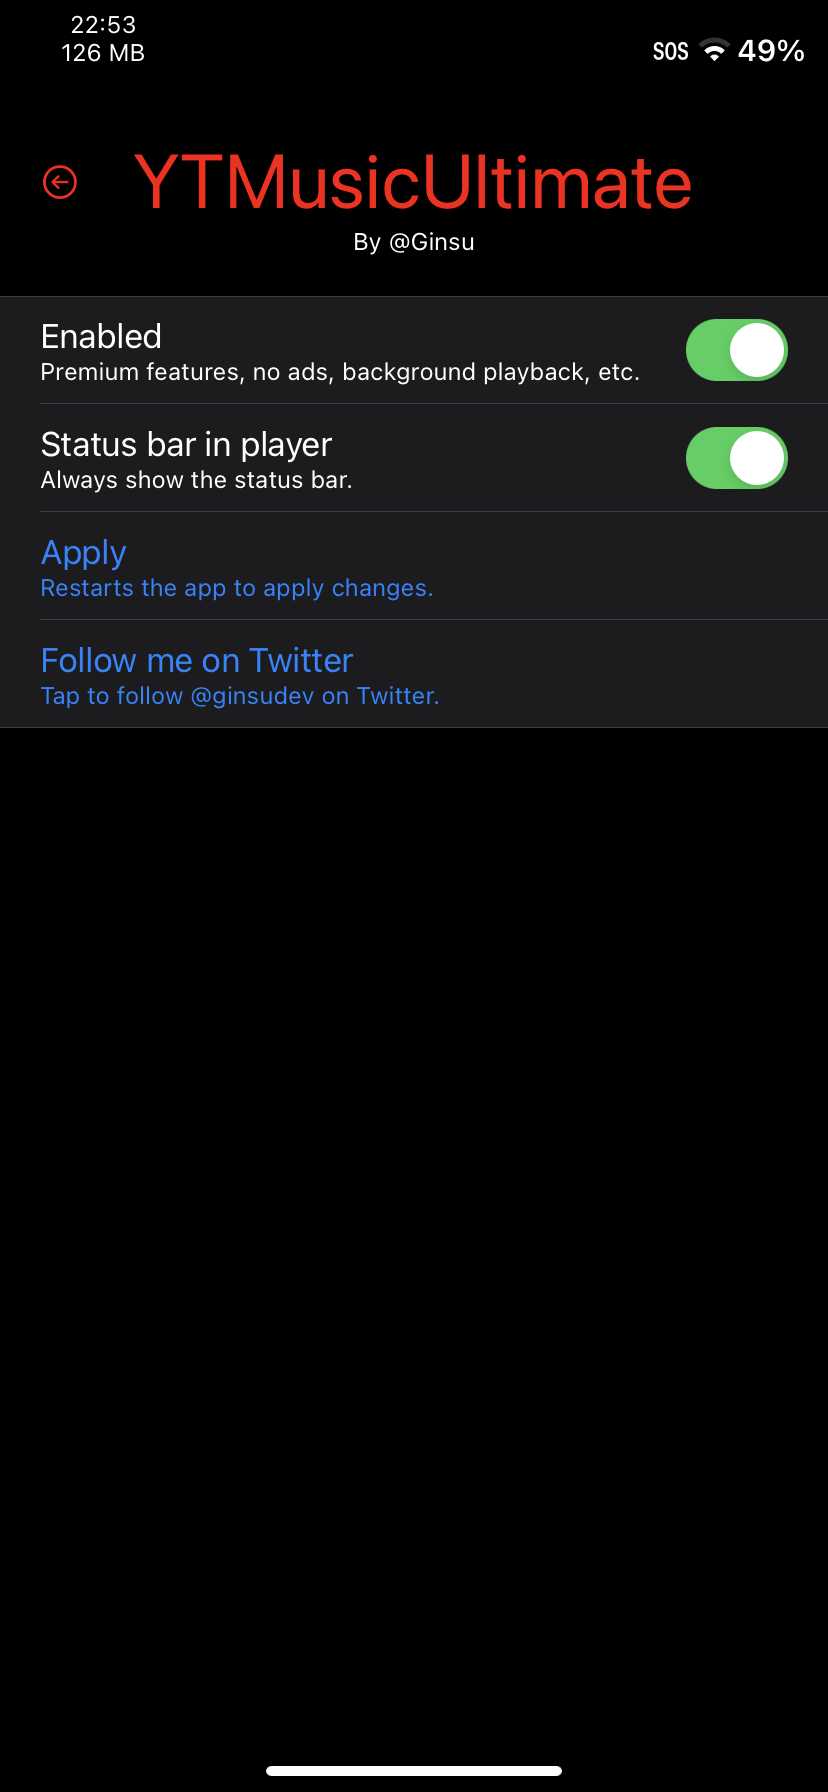 22:53
126 MB
SOS 49%
YTMusicUltimate
By @Ginsu
Enabled
Premium features, no ads, background playback, etc.
Status bar in player
Always show the status bar.
Apply
Restarts the app to apply changes.
Follow me on Twitter
Tap to follow @ginsudev on Twitter.